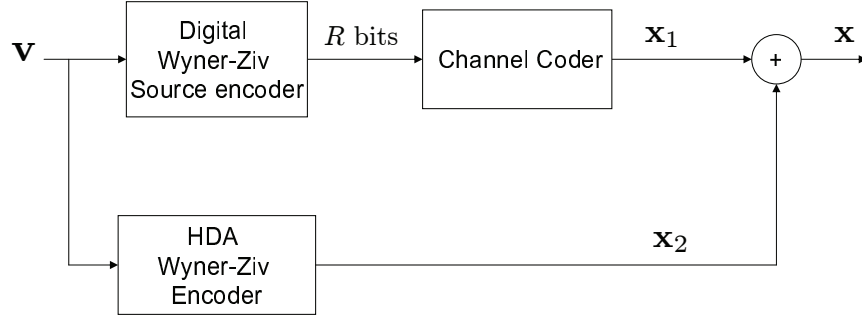 v
Digital
Wyner-Ziv
Source encoder
R bits
Channel Coder
x₁
+
x
HDA
Wyner-Ziv
Encoder
x₂